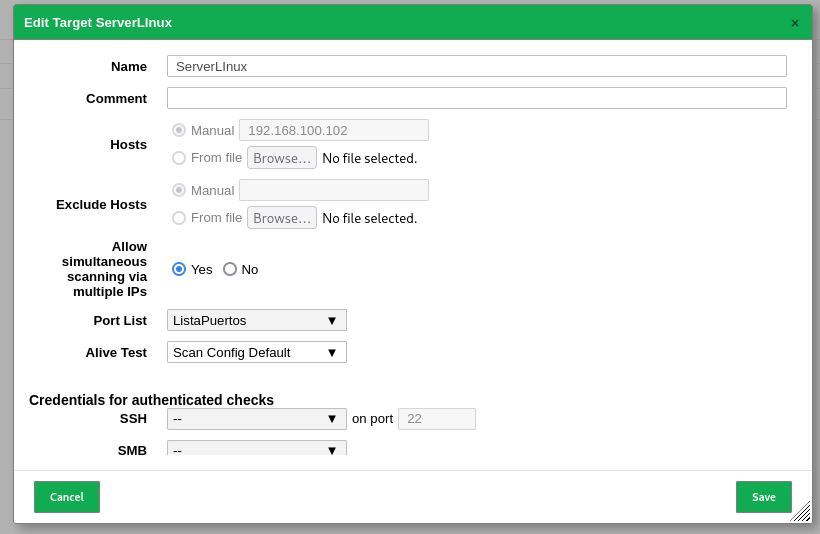 Edit Target ServerLInux ×
Name ServerLInux
Comment
Hosts
Manual 192.168.100.102
From file Browse... No file selected.
Exclude Hosts
Manual
From file Browse... No file selected.
Allow
simultaneous
scanning via
multiple IPs
Yes No
Port List ListaPuertos ▼
Alive Test Scan Config Default ▼
Credentials for authenticated checks
SSH -- ▼ on port 22
SMB -- ▼
Cancel Save